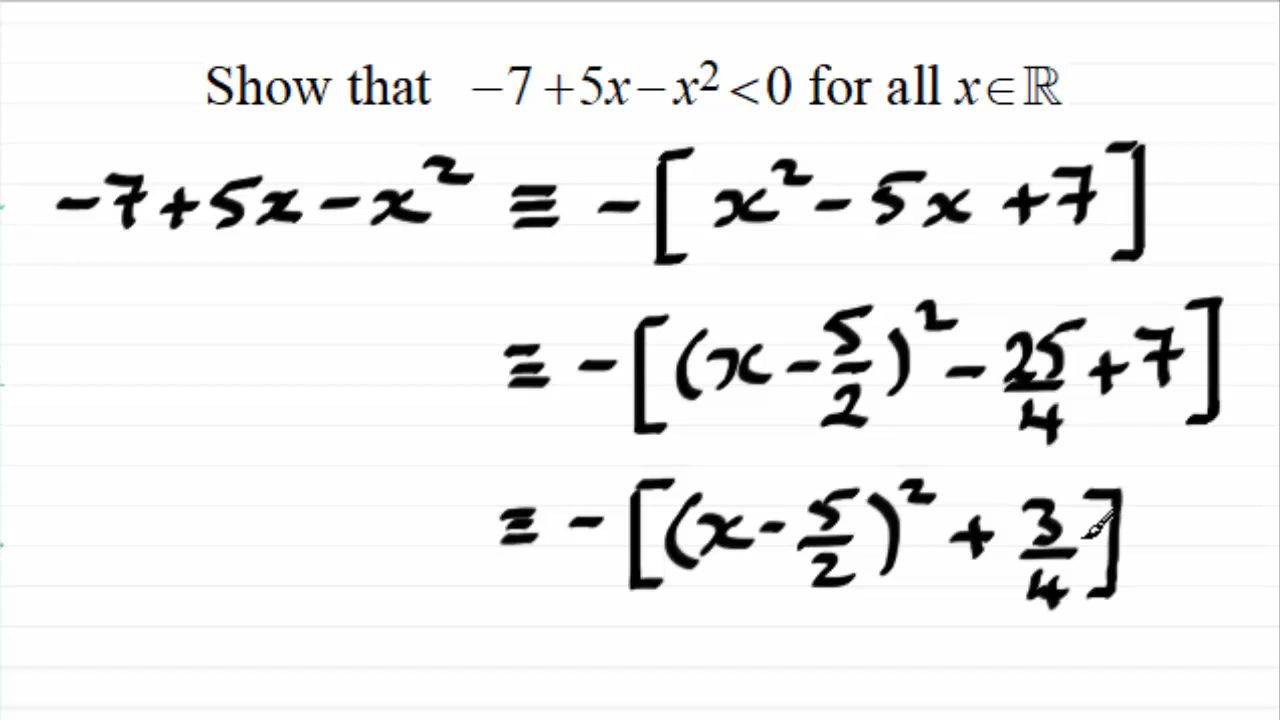 Show that −7+5x−x²<0 for all x∈ℝ
-7+5x-x² ≡ -[x²-5x+7]
≡ -[(x-5/2)²-25/4+7]
≡ -[(x-5/2)²+3/4]